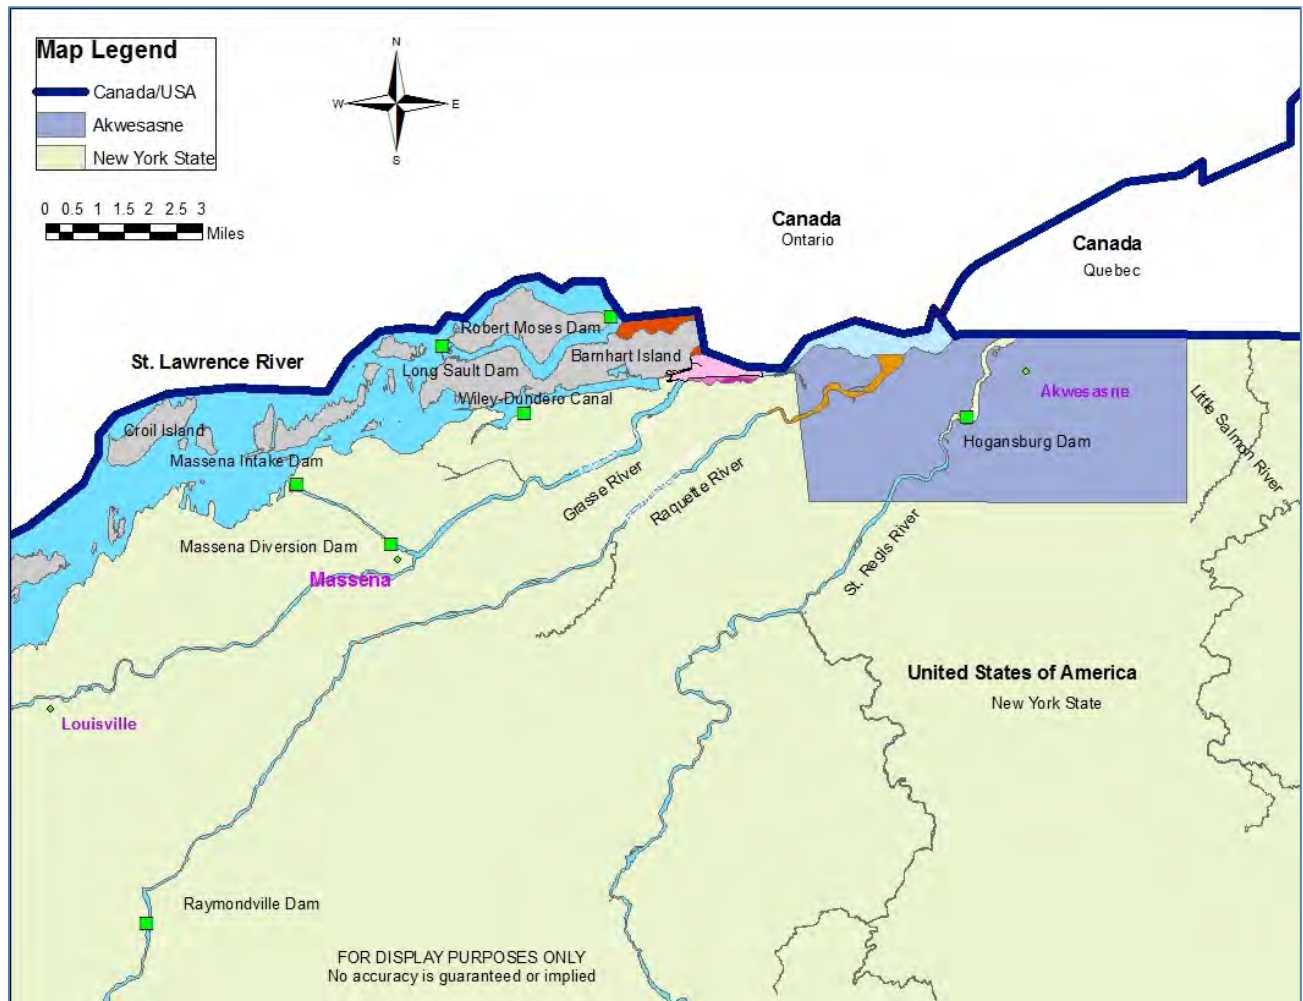 Map Legend
Canada/USA
Akwesasne
New York State
N
W
E
S
0 0.5 1 1.5 2 2.5 3
Miles
Canada
Ontario
Canada
Quebec
St. Lawrence River
Robert Moses Dam
Barnhart Island
Long Sault Dam
Wiley-Dundero Canal
Croil Island
Massena Intake Dam
Akwesasne
Hogansburg Dam
Little Salmon River
Grasse River
Raquette River
St. Regis River
Massena Diversion Dam
Massena
Louisville
United States of America
New York State
Raymondville Dam
FOR DISPLAY PURPOSES ONLY
No accuracy is guaranteed or implied